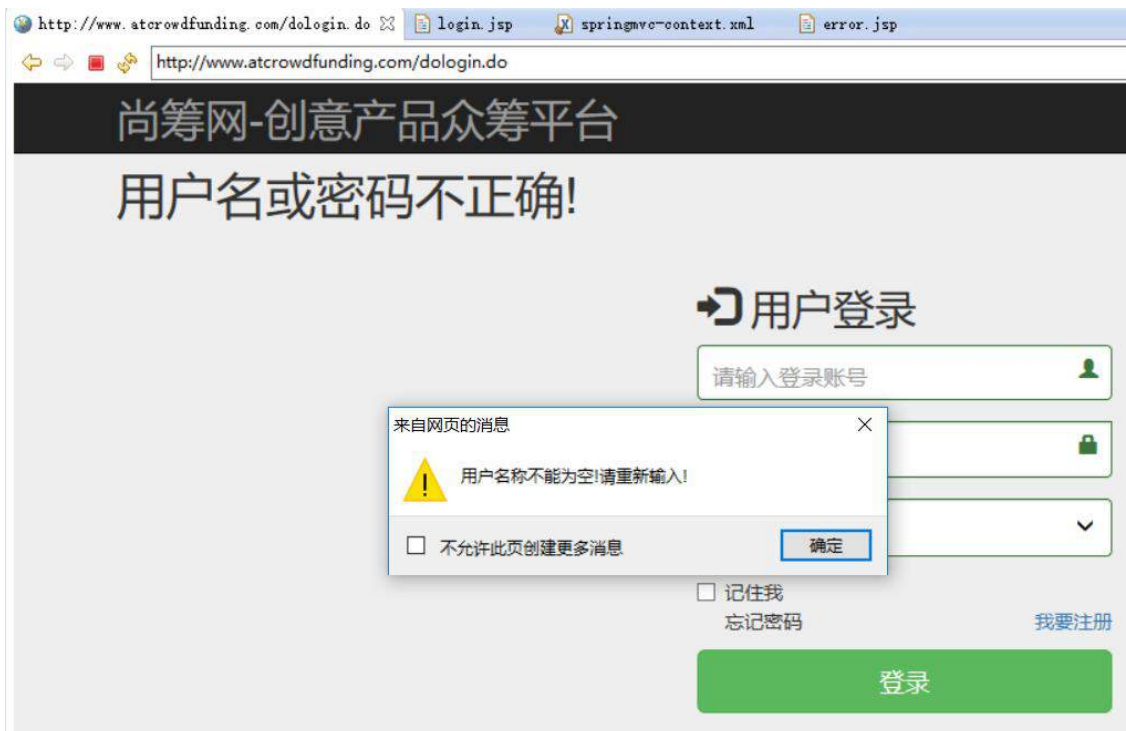 http://www.atcrowdfunding.com/dologin.do login.jsp springmvc-context.xml error.jsp
http://www.atcrowdfunding.com/dologin.do
尚筹网-创意产品众筹平台
用户名或密码不正确!
用户登录
请输入登录账号
来自网页的消息
用户名称不能为空!请重新输入!
不允许此页创建更多消息
确定
记住我
忘记密码 我要注册
登录